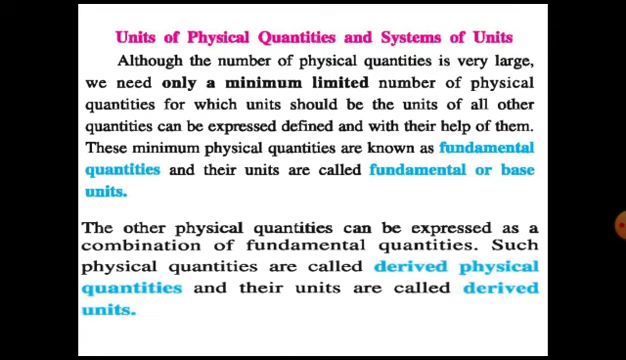 Units of Physical Quantities and Systems of Units
Although the number of physical quantities is very large,
we need only a minimum limited number of physical
quantities for which units should be the units of all other
quantities can be expressed defined and with their help of them.
These minimum physical quantities are known as fundamental
quantities and their units are called fundamental or base
units.
The other physical quantities can be expressed as a
combination of fundamental quantities. Such
physical quantities are called derived physical
quantities and their units are called derived
units.